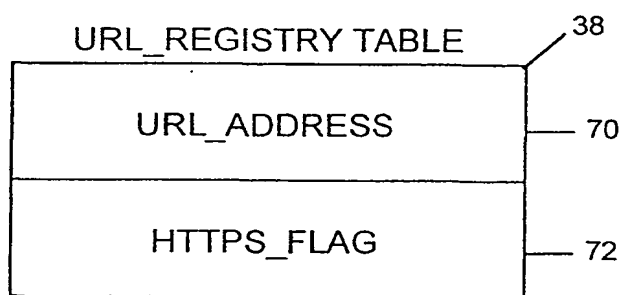 URL_REGISTRY TABLE
38
URL_ADDRESS
70
HTTPS_FLAG
72